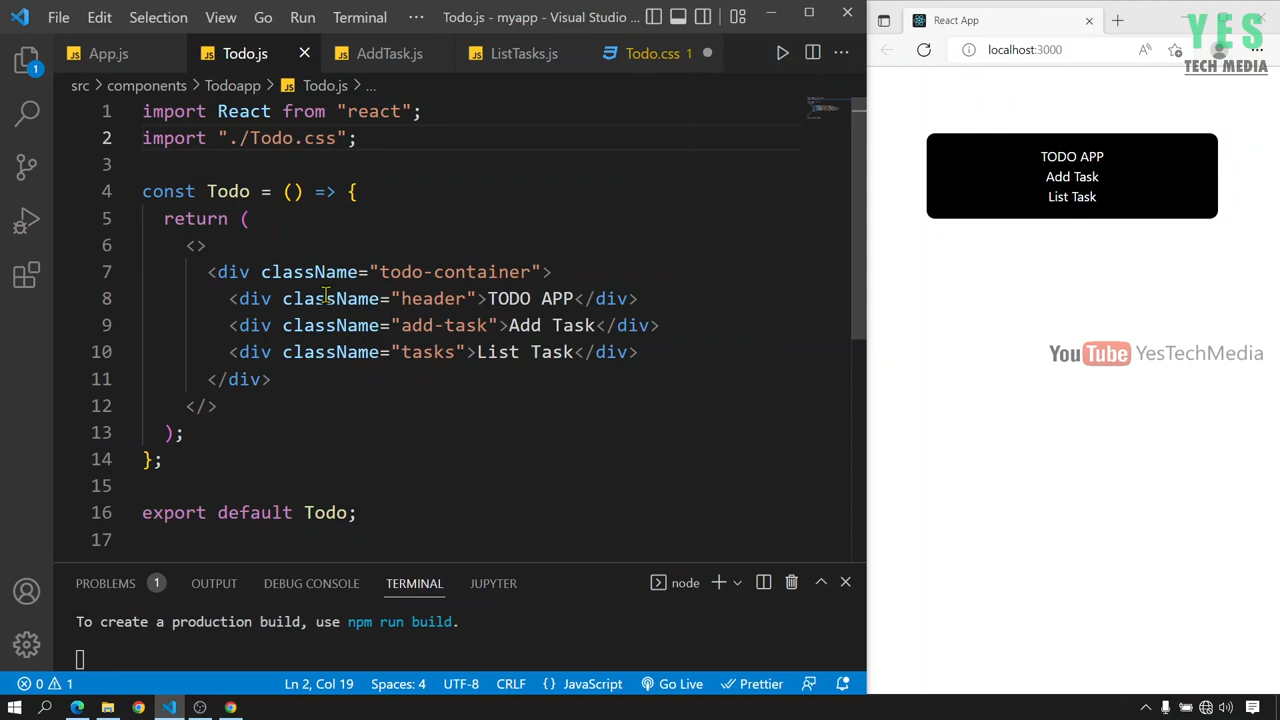 File Edit Selection View Go Run Terminal ··· Todo.js - myapp - Visual Studio ...
App.js Todo.js AddTask.js ListTasks.js Todo.css 1
src > components > Todoapp > Todo.js > ...
1 import React from "react";
2 import "./Todo.css";
3
4 const Todo = () => {
5 return (
6 <>
7 <div className="todo-container">
8 <div className="header">TODO APP</div>
9 <div className="add-task">Add Task</div>
10 <div className="tasks">List Task</div>
11 </div>
12 </>
13 );
14 };
15
16 export default Todo;
17
PROBLEMS 1 OUTPUT DEBUG CONSOLE TERMINAL JUPYTER node
To create a production build, use npm run build.
0 1 Ln 2, Col 19 Spaces: 4 UTF-8 CRLF {} JavaScript Go Live Prettier
1
React App
localhost:3000
YES
TECH MEDIA
TODO APP
Add Task
List Task
YouTube YesTechMedia